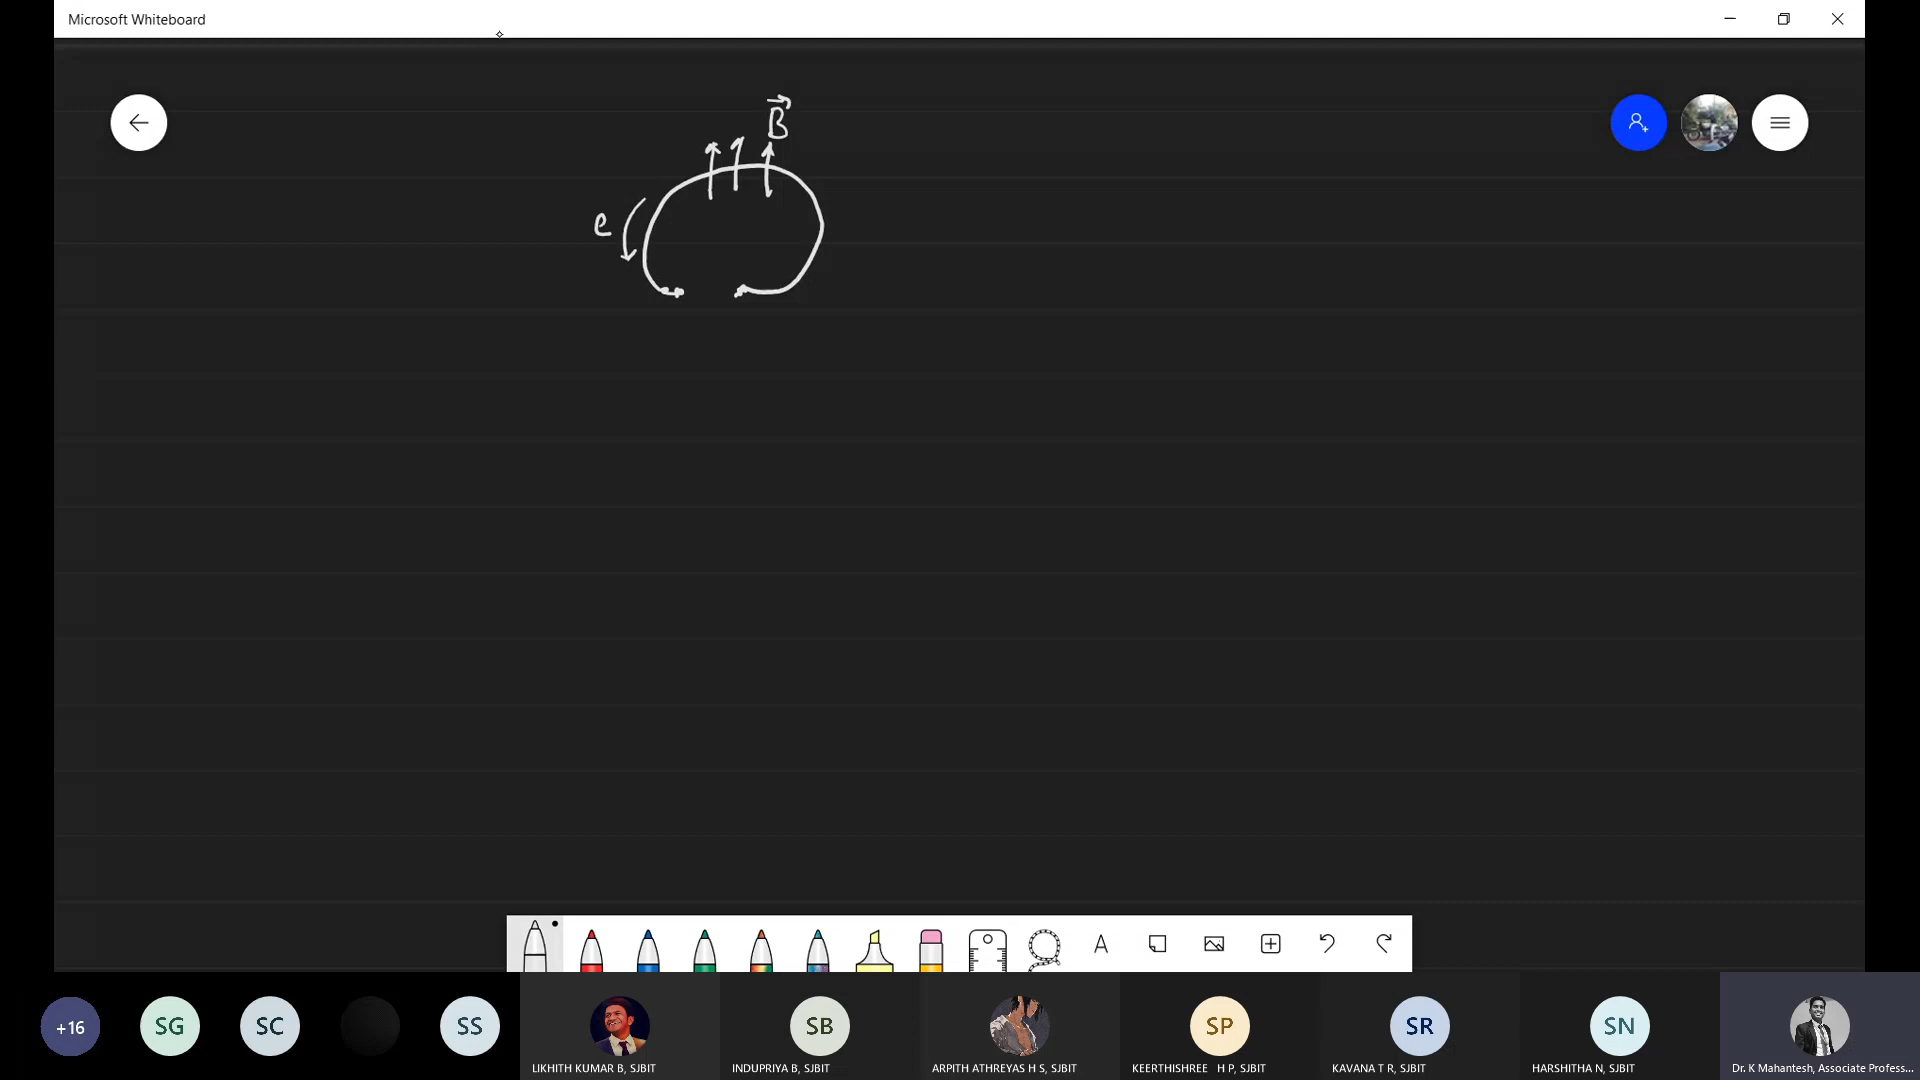 Microsoft Whiteboard
B
e
+16
SG
SC
SS
SB
SP
SR
SN
LIKHITH KUMAR B, SJBIT
INDUPRIYA B, SJBIT
ARPITH ATHREYAS H S, SJBIT
KEERTHISHREE H P, SJBIT
KAVANA T R, SJBIT
HARSHITHA N, SJBIT
Dr. K Mahantesh, Associate Profess...